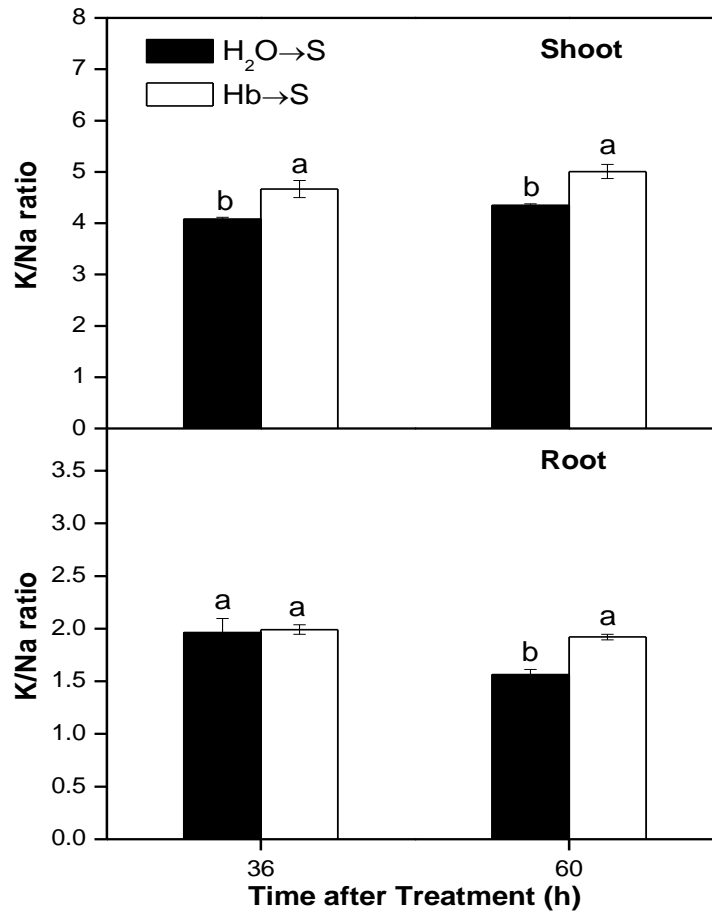 8
7
6
5
4
3
2
1
0
K/Na ratio
H₂O→S
Hb→S
Shoot
b
a
b
a
3.5
3.0
2.5
2.0
1.5
1.0
0.5
0.0
K/Na ratio
Root
a
a
b
a
36
60
Time after Treatment (h)